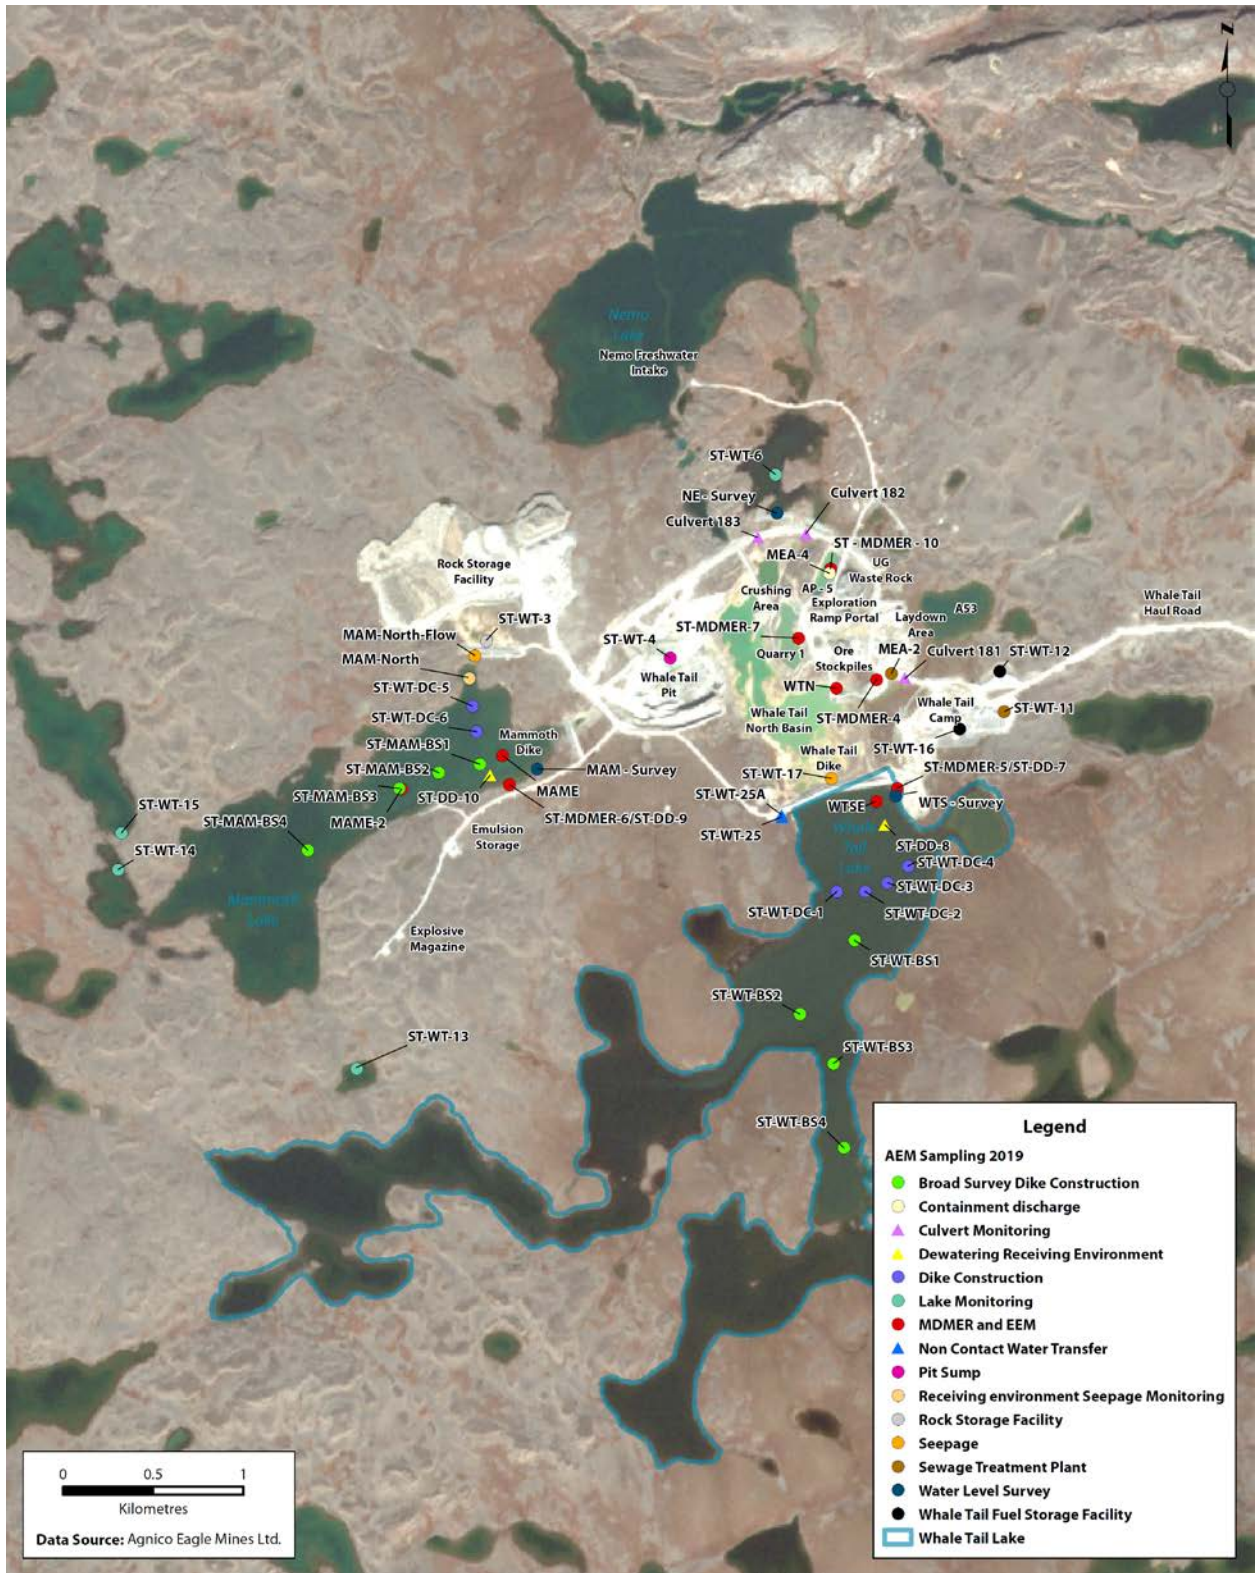 Z
Nemo
Lake
Nemo Freshwater
Intake
ST-WT-6
NE - Survey
Culvert 182
Culvert 183
ST - MDMER - 10
MEA-4
UG
Waste Rock
Rock Storage
Facility
AP - 5
Crushing
Area
Exploration
Ramp Portal
A53
Whale Tail
Haul Road
Laydown
Area
ST-WT-3
MAM-North-Flow
ST-MDMER-7
ST-WT-4
MAM-North
Quarry 1
Ore
Stockpiles
MEA-2
Culvert 181
ST-WT-12
Whale Tail
Pit
ST-WT-DC-5
WTN
ST-WT-DC-6
Whale Tail
North Basin
ST-MDMER-4
Whale Tail
Camp
ST-WT-11
Mammoth
Dike
ST-MAM-BS1
ST-WT-16
Whale Tail
Dike
ST-MAM-BS2
MAM - Survey
ST-WT-17
ST-MDMER-5/ST-DD-7
ST-DD-10
MAME
ST-MAM-BS3
ST-WT-25A
WTSE
WTS - Survey
ST-WT-15
MAME-2
ST-MDMER-6/ST-DD-9
ST-MAM-BS4
Emulsion
Storage
ST-WT-25
Whale
Tail
Lake
ST-DD-8
ST-WT-14
ST-WT-DC-4
ST-WT-DC-3
Mammoth
Lake
ST-WT-DC-1
ST-WT-DC-2
Explosive
Magazine
ST-WT-BS1
ST-WT-BS2
ST-WT-13
ST-WT-BS3
ST-WT-BS4
Legend
AEM Sampling 2019
Broad Survey Dike Construction
Containment discharge
Culvert Monitoring
Dewatering Receiving Environment
Dike Construction
Lake Monitoring
MDMER and EEM
Non Contact Water Transfer
Pit Sump
Receiving environment Seepage Monitoring
Rock Storage Facility
Seepage
Sewage Treatment Plant
Water Level Survey
Whale Tail Fuel Storage Facility
Whale Tail Lake
0 0.5 1
Kilometres
Data Source: Agnico Eagle Mines Ltd.